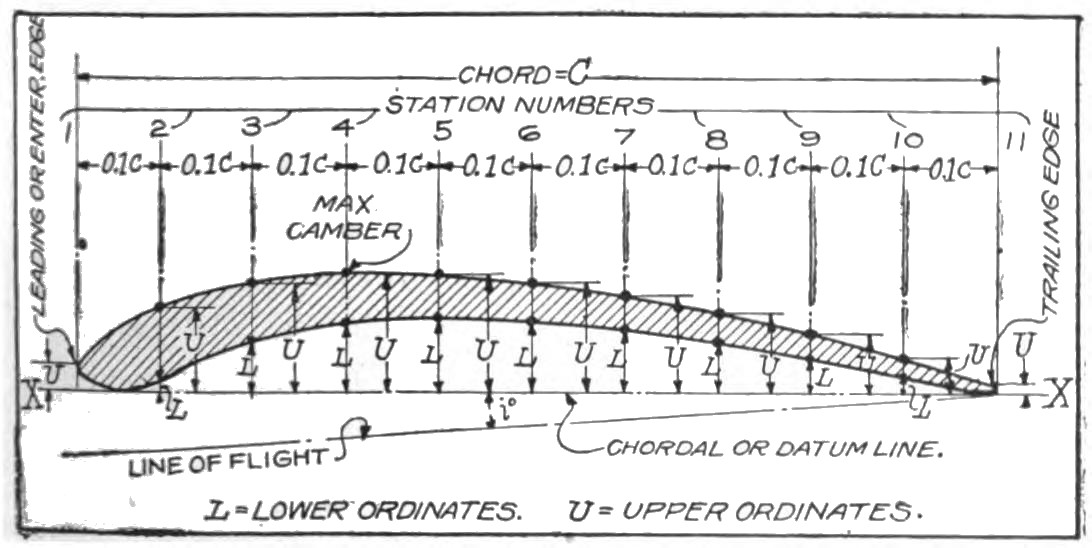 LEADING OR ENTER. EDGE
CHORD=C
STATION NUMBERS
1 2 3 4 5 6 7 8 9 10 11
0.1C 0.1C 0.1C 0.1C 0.1C 0.1C 0.1C 0.1C 0.1C 0.1C
TRAILING EDGE
MAX.
CAMBER
U U L U L U L U L U L U L U L U L U L U U
X X
i°
LINE OF FLIGHT
CHORDAL OR DATUM LINE.
L=LOWER ORDINATES. U=UPPER ORDINATES.